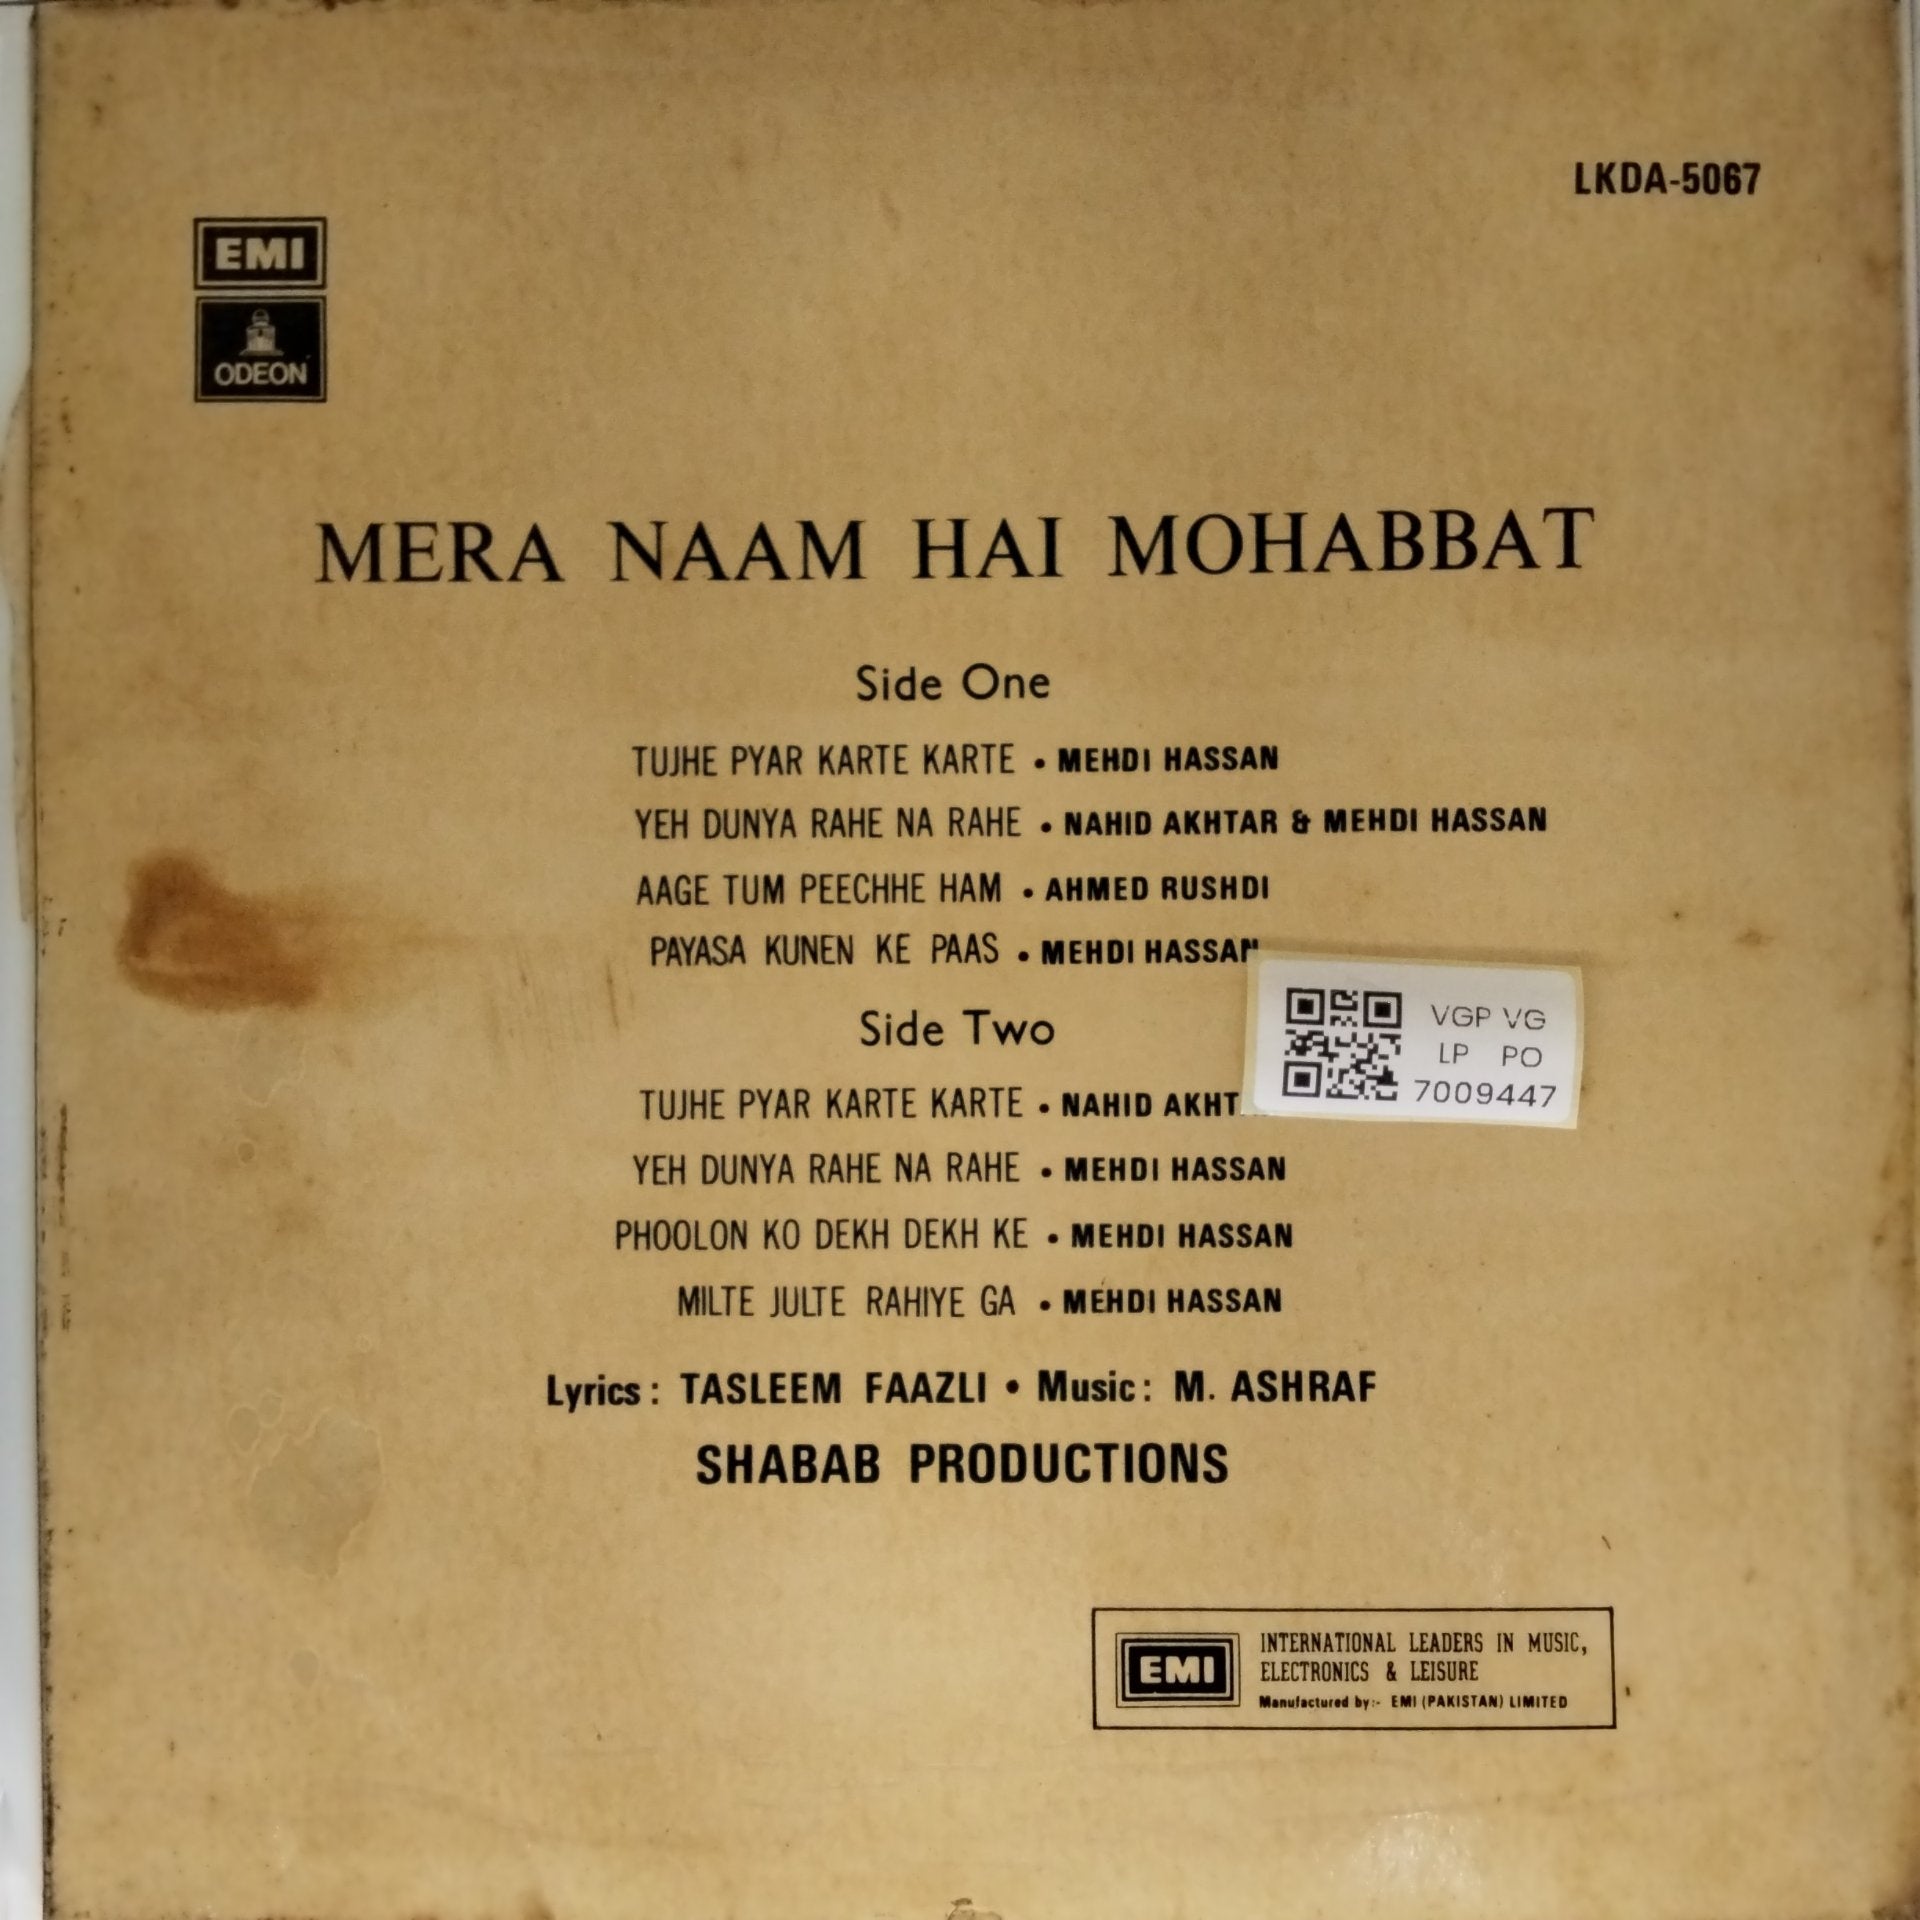 LKDA-5067
EMI
ODEON
MERA NAAM HAI MOHABBAT
Side One
TUJHE PYAR KARTE KARTE • MEHDI HASSAN
YEH DUNYA RAHE NA RAHE • NAHID AKHTAR & MEHDI HASSAN
AAGE TUM PEECHHE HAM • AHMED RUSHDI
PAYASA KUNEN KE PAAS • MEHDI HASSAN
VGP VG
LP PO
7009447
Side Two
TUJHE PYAR KARTE KARTE • NAHID AKHT
YEH DUNYA RAHE NA RAHE • MEHDI HASSAN
PHOOLON KO DEKH DEKH KE • MEHDI HASSAN
MILTE JULTE RAHIYE GA • MEHDI HASSAN
Lyrics: TASLEEM FAAZLI • Music: M. ASHRAF
SHABAB PRODUCTIONS
EMI
INTERNATIONAL LEADERS IN MUSIC,
ELECTRONICS & LEISURE
Manufactured by:- EMI (PAKISTAN) LIMITED